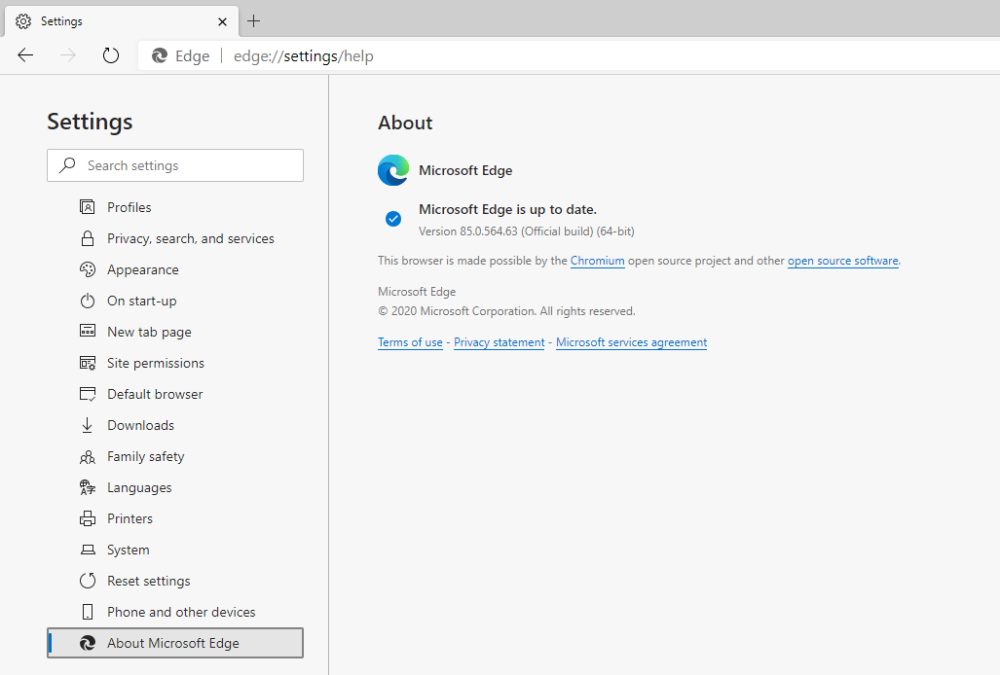 Settings
Edge edge://settings/help
Settings
Search settings
Profiles
Privacy, search, and services
Appearance
On start-up
New tab page
Site permissions
Default browser
Downloads
Family safety
Languages
Printers
System
Reset settings
Phone and other devices
About Microsoft Edge
About
Microsoft Edge
Microsoft Edge is up to date.
Version 85.0.564.63 (Official build) (64-bit)
This browser is made possible by the Chromium open source project and other open source software.
Microsoft Edge
© 2020 Microsoft Corporation. All rights reserved.
Terms of use - Privacy statement - Microsoft services agreement